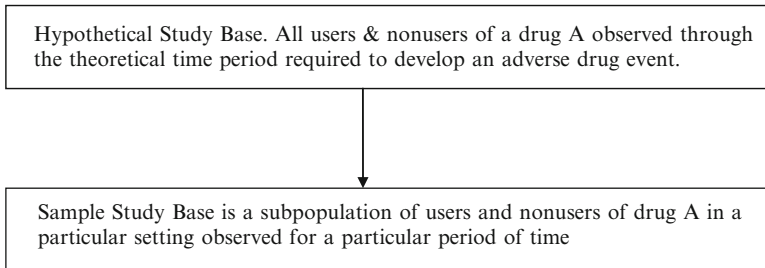 Hypothetical Study Base. All users & nonusers of a drug A observed through
the theoretical time period required to develop an adverse drug event.
Sample Study Base is a subpopulation of users and nonusers of drug A in a
particular setting observed for a particular period of time